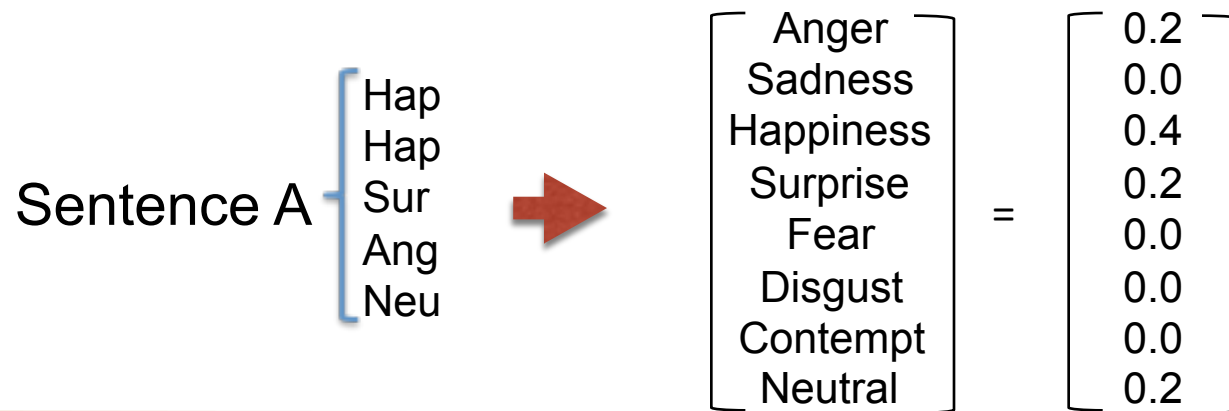 Sentence A
Hap
Hap
Sur
Ang
Neu
Anger
Sadness
Happiness
Surprise
Fear
Disgust
Contempt
Neutral
=
0.2
0.0
0.4
0.2
0.0
0.0
0.0
0.2